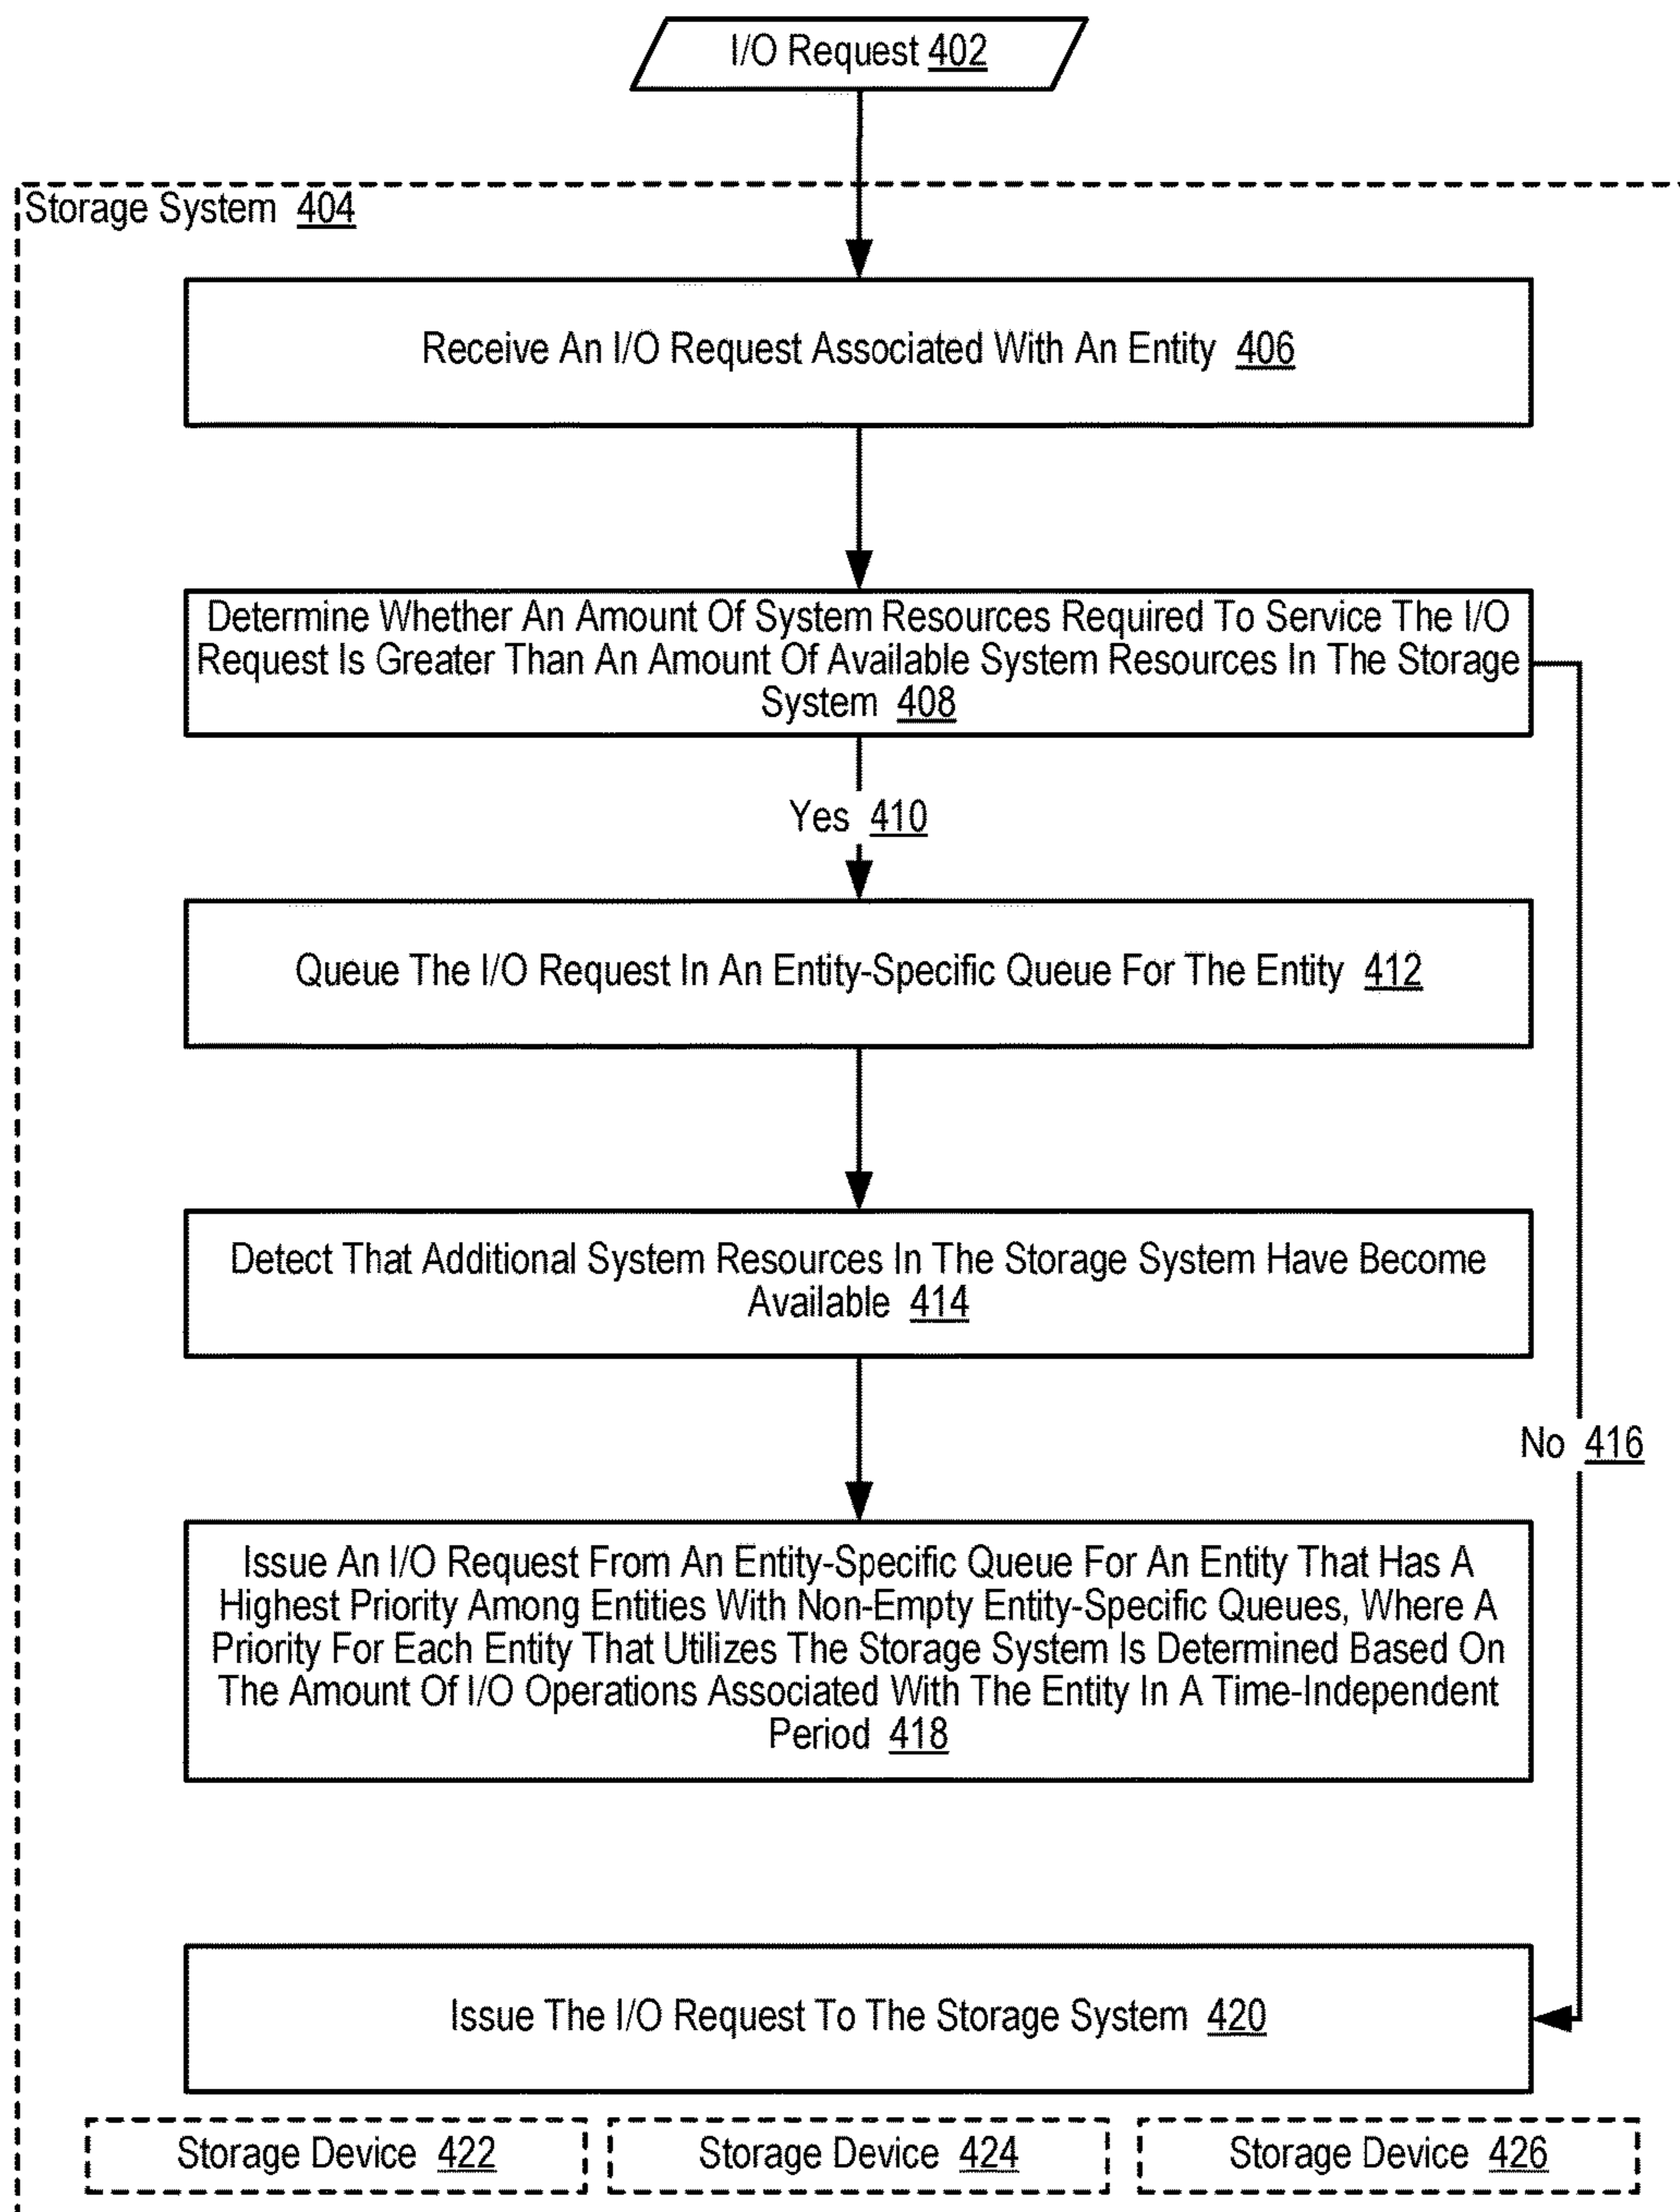 I/O Request 402
Storage System 404
Receive An I/O Request Associated With An Entity 406
Determine Whether An Amount Of System Resources Required To Service The I/O
Request Is Greater Than An Amount Of Available System Resources In The Storage
System 408
Yes 410
Queue The I/O Request In An Entity-Specific Queue For The Entity 412
Detect That Additional System Resources In The Storage System Have Become
Available 414
No 416
Issue An I/O Request From An Entity-Specific Queue For An Entity That Has A
Highest Priority Among Entities With Non-Empty Entity-Specific Queues, Where A
Priority For Each Entity That Utilizes The Storage System Is Determined Based On
The Amount Of I/O Operations Associated With The Entity In A Time-Independent
Period 418
Issue The I/O Request To The Storage System 420
Storage Device 422
Storage Device 424
Storage Device 426